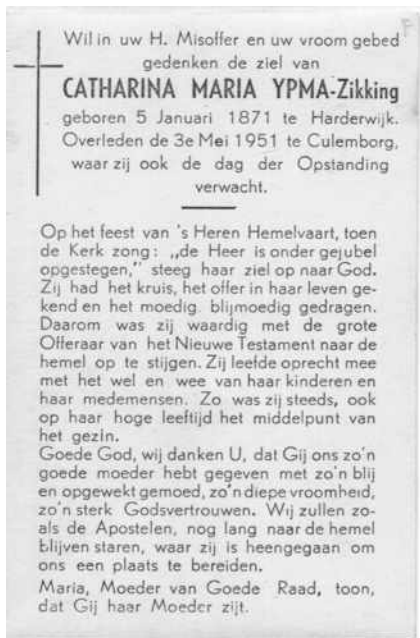 Wil in uw H. Misoffer en uw vroom gebed
gedenken de ziel van
CATHARINA MARIA YPMA-Zikking
geboren 5 Januari 1871 te Harderwijk.
Overleden de 3e Mei 1951 te Culemborg,
waar zij ook de dag der Opstanding
verwacht.
Op het feest van 's Heren Hemelvaart, toen
de Kerk zong: „de Heer is onder gejubel
opgestegen,” steeg haar ziel op naar God.
Zij had het kruis, het offer in haar leven ge-
kend en het moedig blijmoedig gedragen.
Daarom was zij waardig met de grote
Offeraar van het Nieuwe Testament naar de
hemel op te stijgen. Zij leefde oprecht mee
met het wel en wee van haar kinderen en
haar medemensen. Zo was zij steeds, ook
op haar hoge leeftijd het middelpunt van
het gezin.
Goede God, wij danken U, dat Gij ons zo'n
goede moeder hebt gegeven met zo'n blij
en opgewekt gemoed, zo'n diepe vroomheid,
zo'n sterk Godsvertrouwen. Wij zullen zo-
als de Apostelen, nog lang naar de hemel
blijven staren, waar zij is heengegaan om
ons een plaats te bereiden.
Maria, Moeder van Goede Raad, toon,
dat Gij haar Moeder zijt.